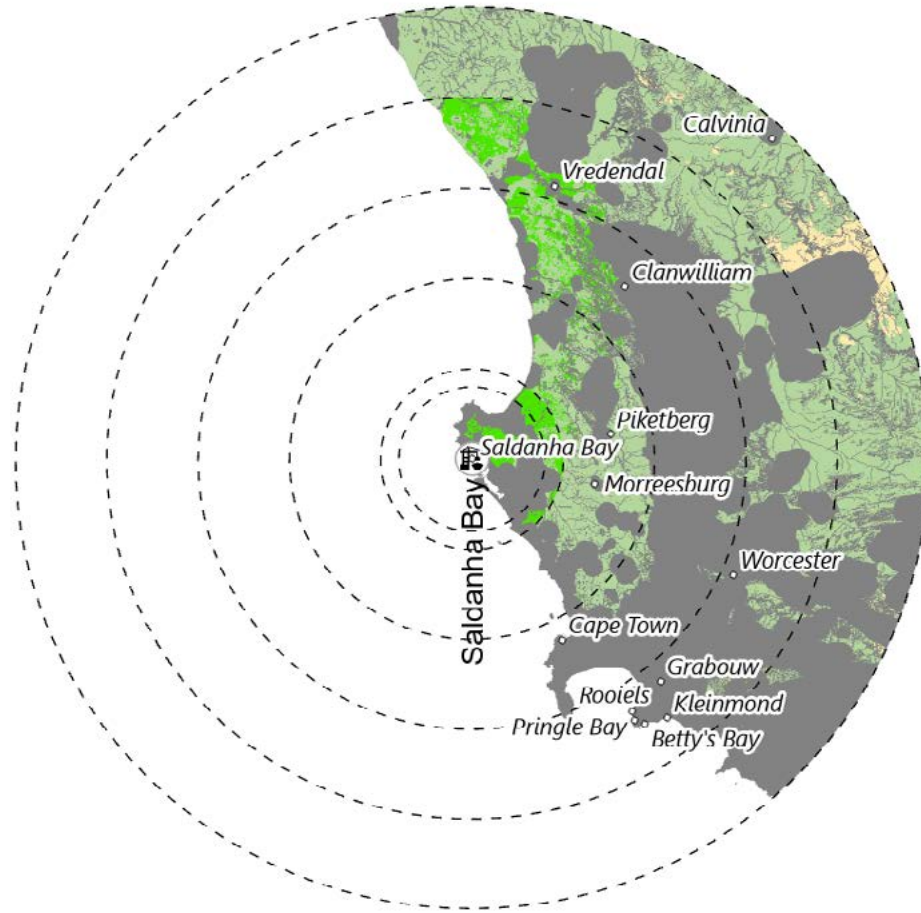 Calvinia
Vredendal
Clanwilliam
Piketberg
Saldanha Bay
Morreesburg
Saldanha Bay
Worcester
Cape Town
Grabouw
Rooiels
Kleinmond
Pringle Bay
Betty's Bay